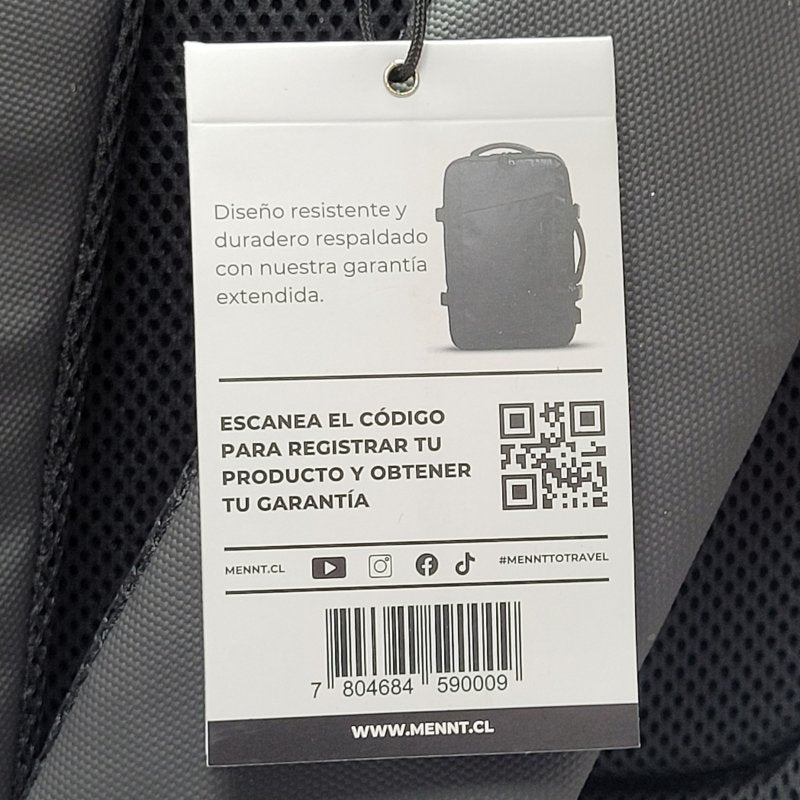 Diseño resistente y
duradero respaldado
con nuestra garantía
extendida.
ESCANEA EL CÓDIGO
PARA REGISTRAR TU
PRODUCTO Y OBTENER
TU GARANTÍA
MENNT.CL #MENNTTOTRAVEL
7 804684 590009
WWW.MENNT.CL